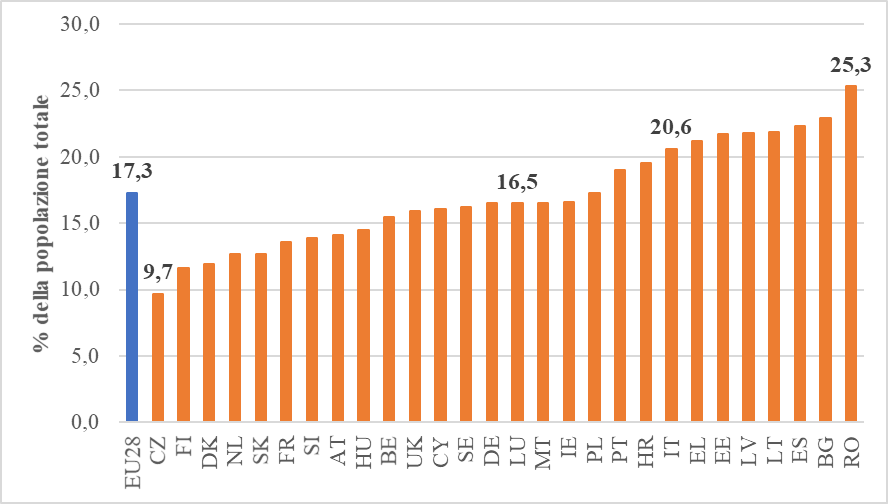 % della popolazione totale
30,0
25,0
20,0
15,0
10,0
5,0
0,0
17,3
9,7
16,5
20,6
25,3
EU28
CZ
FI
DK
NL
SK
FR
SI
AT
HU
BE
UK
CY
SE
DE
LU
MT
IE
PL
PT
HR
IT
EL
EE
LV
LT
ES
BG
RO